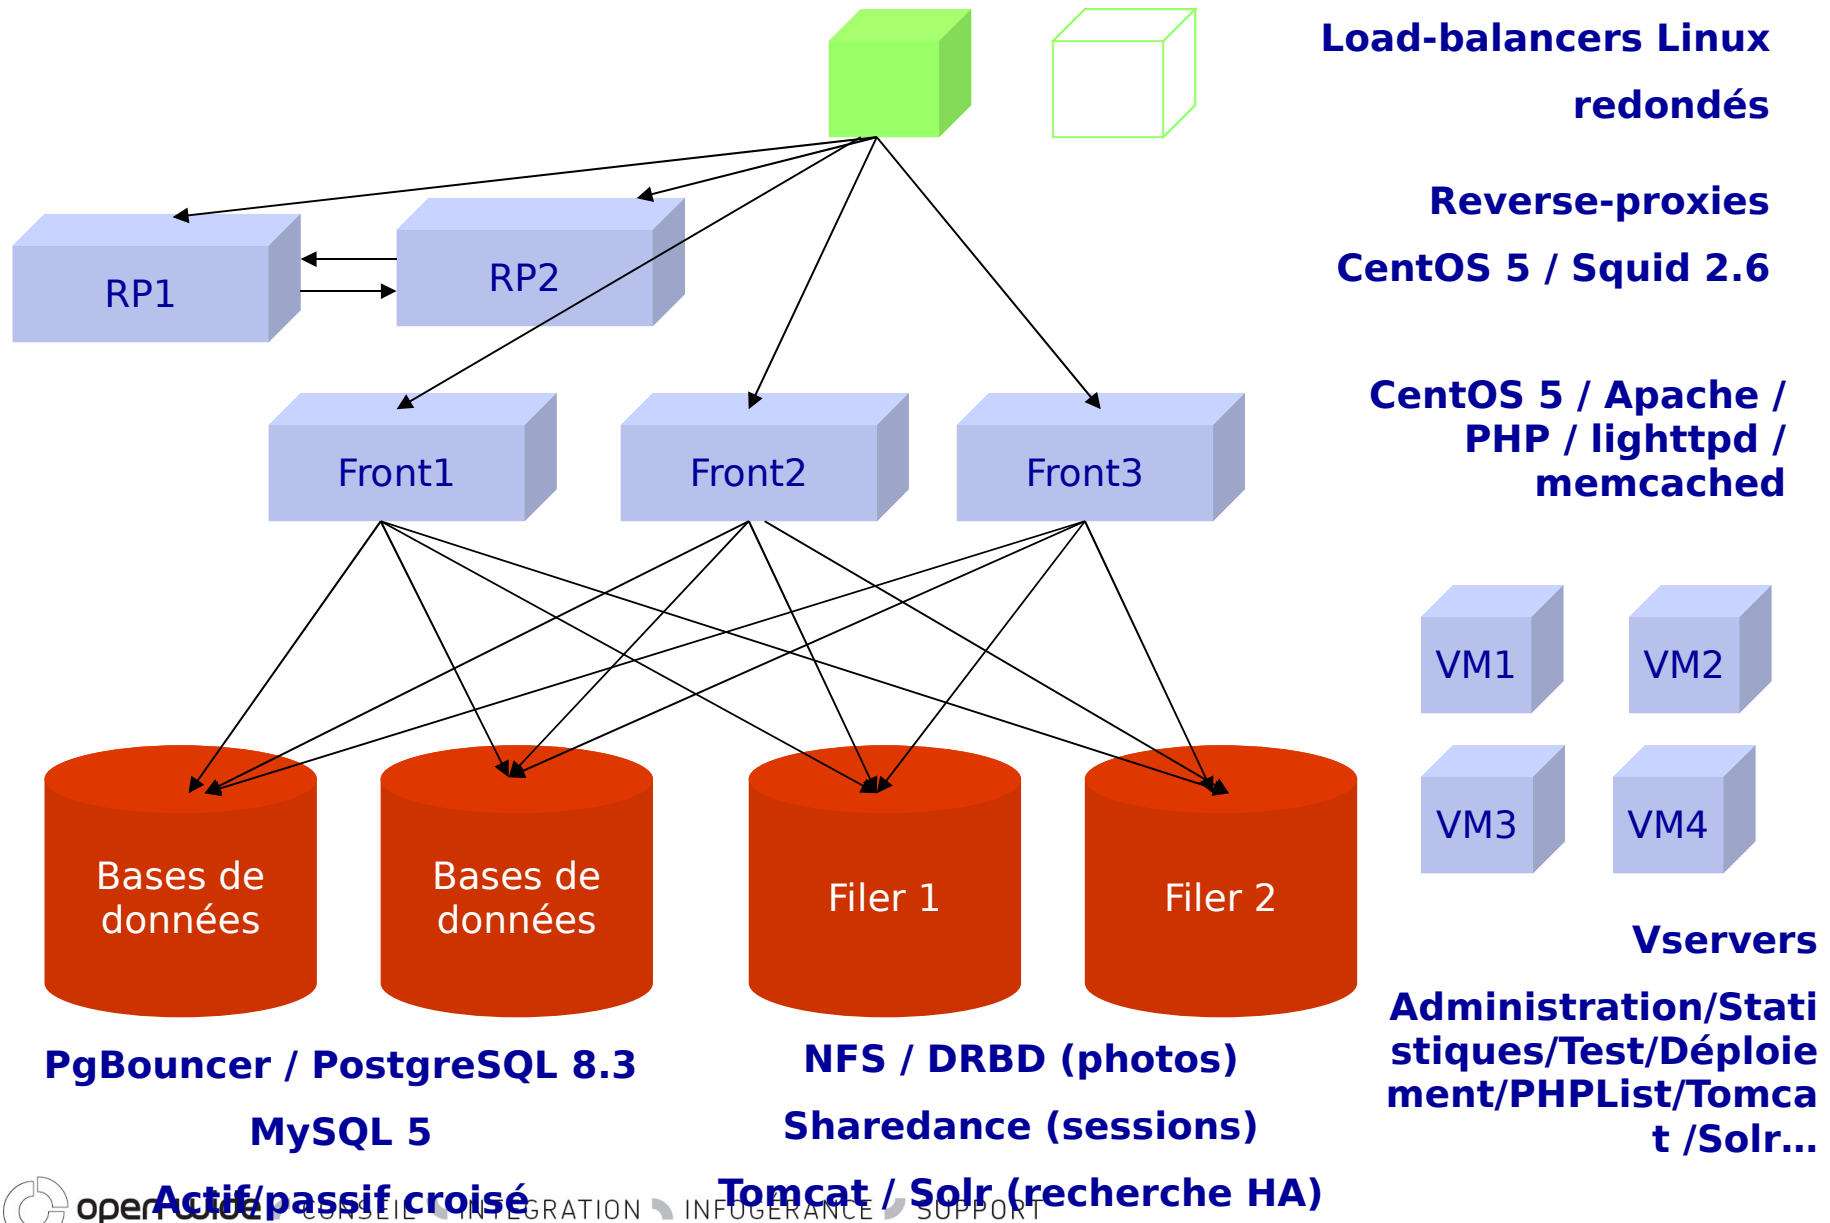 Load-balancers Linux
redondés
Reverse-proxies
CentOS 5 / Squid 2.6
RP1
RP2
CentOS 5 / Apache /
PHP / lighttpd /
memcached
Front1
Front2
Front3
VM1
VM2
VM3
VM4
Bases de
données
Bases de
données
Filer 1
Filer 2
Vservers
Administration/Stati
stiques/Test/Déploie
ment/PHPList/Tomca
t /Solr...
PgBouncer / PostgreSQL 8.3
MySQL 5
Actif/passif croisé
NFS / DRBD (photos)
Sharedance (sessions)
Tomcat / Solr (recherche HA)
open wide CONSEIL INTÉGRATION INFOGÉRANCE SUPPORT